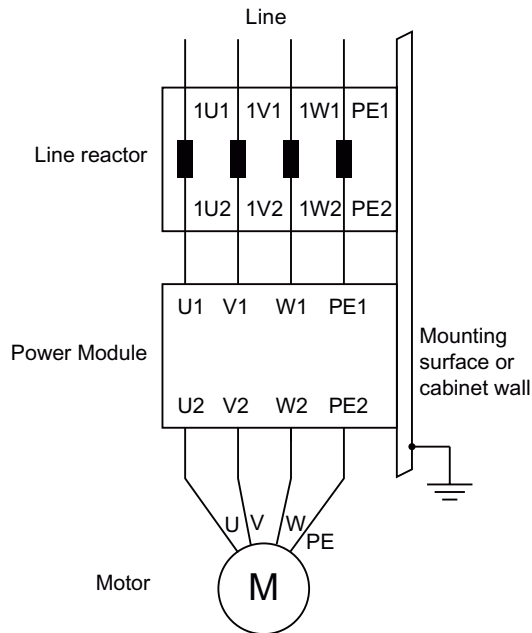 Line
1U1 1V1 1W1 PE1
Line reactor
1U2 1V2 1W2 PE2
U1 V1 W1 PE1
Power Module
Mounting
surface or
cabinet wall
U2 V2 W2 PE2
U V W
PE
Motor
M